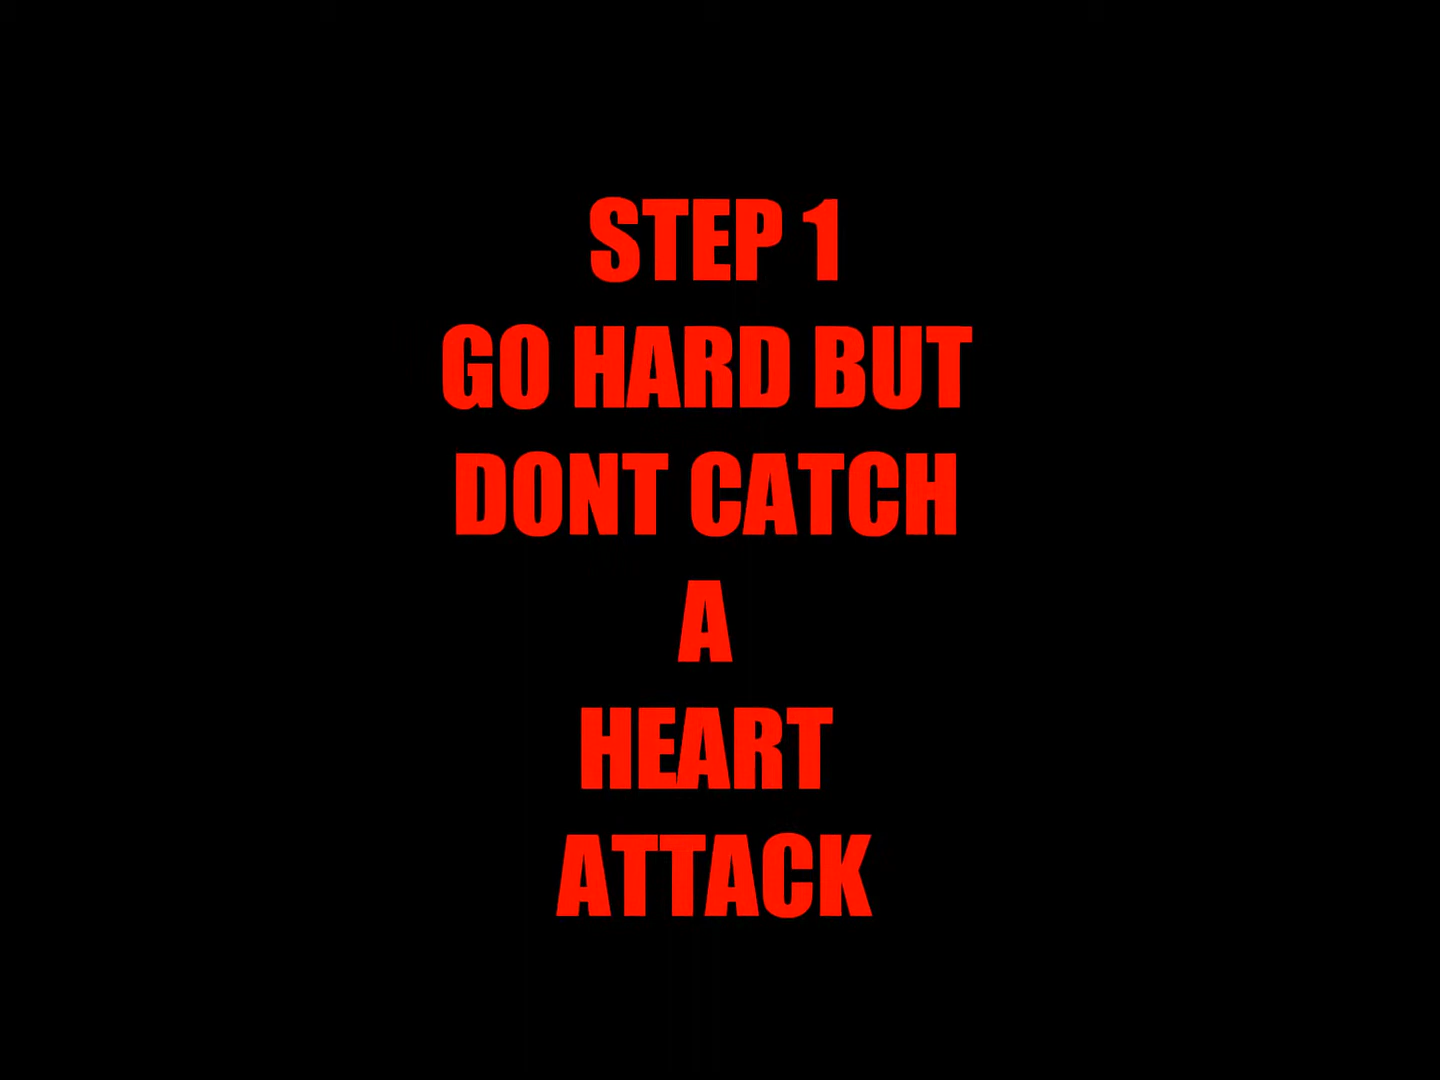 STEP 1
GO HARD BUT
DONT CATCH
A
HEART
ATTACK